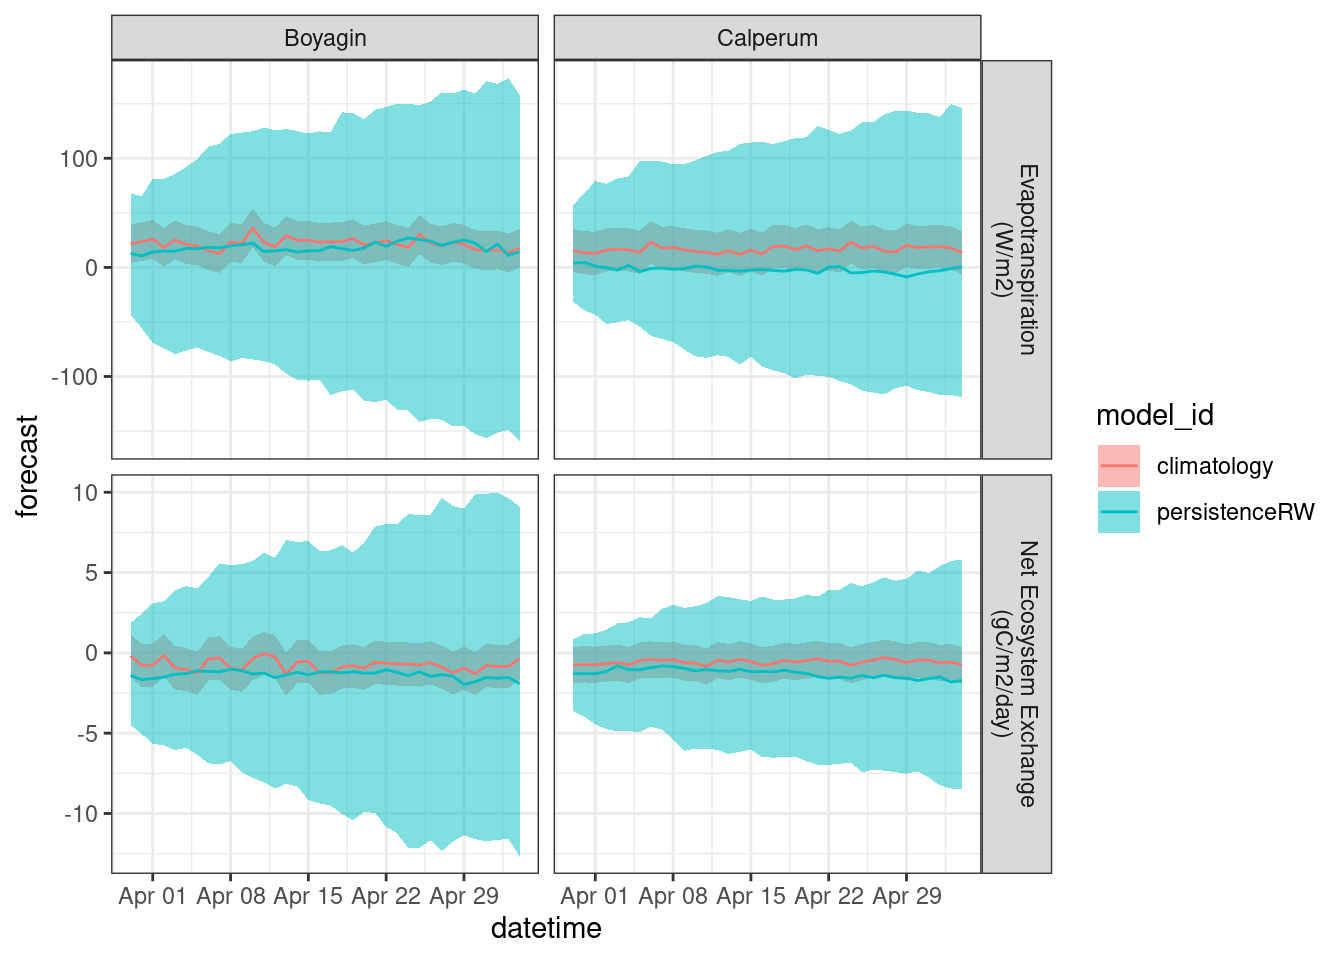 Boyagin
Calperum
100
0
-100
Evapotranspiration
(W/m2)
forecast
10
5
0
-5
-10
Net Ecosystem Exchange
(gC/m2/day)
Apr 01 Apr 08 Apr 15 Apr 22 Apr 29
Apr 01 Apr 08 Apr 15 Apr 22 Apr 29
datetime
model_id
climatology
persistenceRW